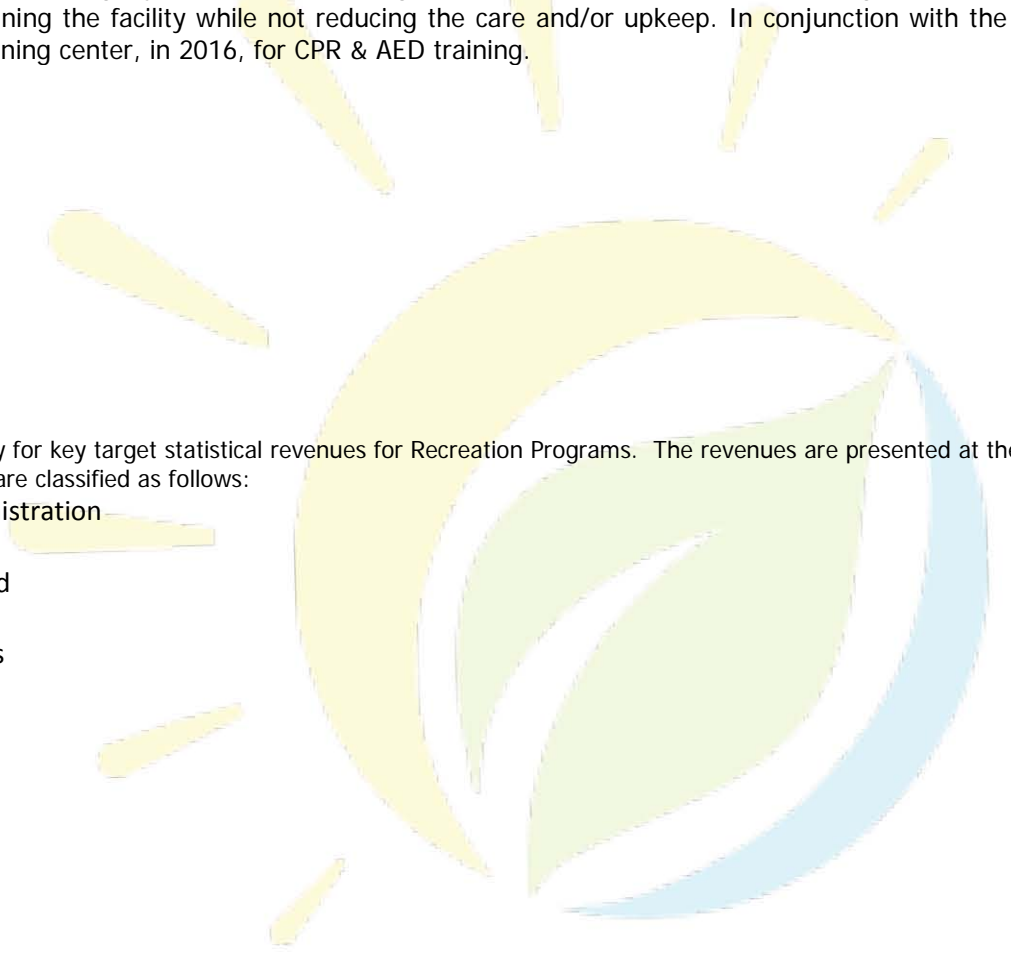 ning the facility while not reducing the care and/or upkeep. In conjunction with the
ning center, in 2016, for CPR & AED training.
y for key target statistical revenues for Recreation Programs. The revenues are presented at the
are classified as follows:
istration
d
s